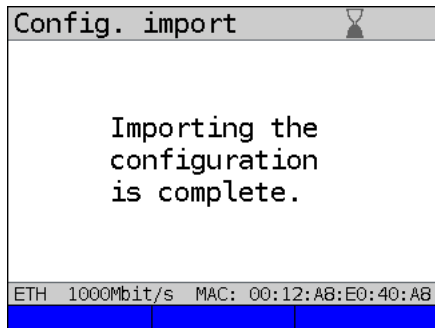 Config. import
Importing the
configuration
is complete.
ETH 1000Mbit/s MAC: 00:12:A8:E0:40:A8